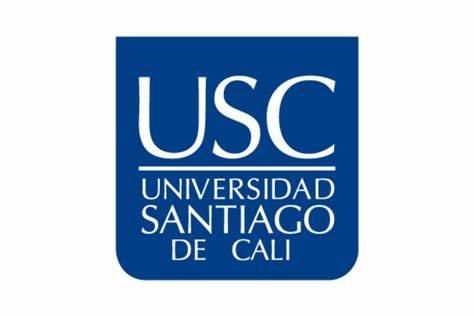 USC
UNIVERSIDAD
SANTIAGO
DE CALI